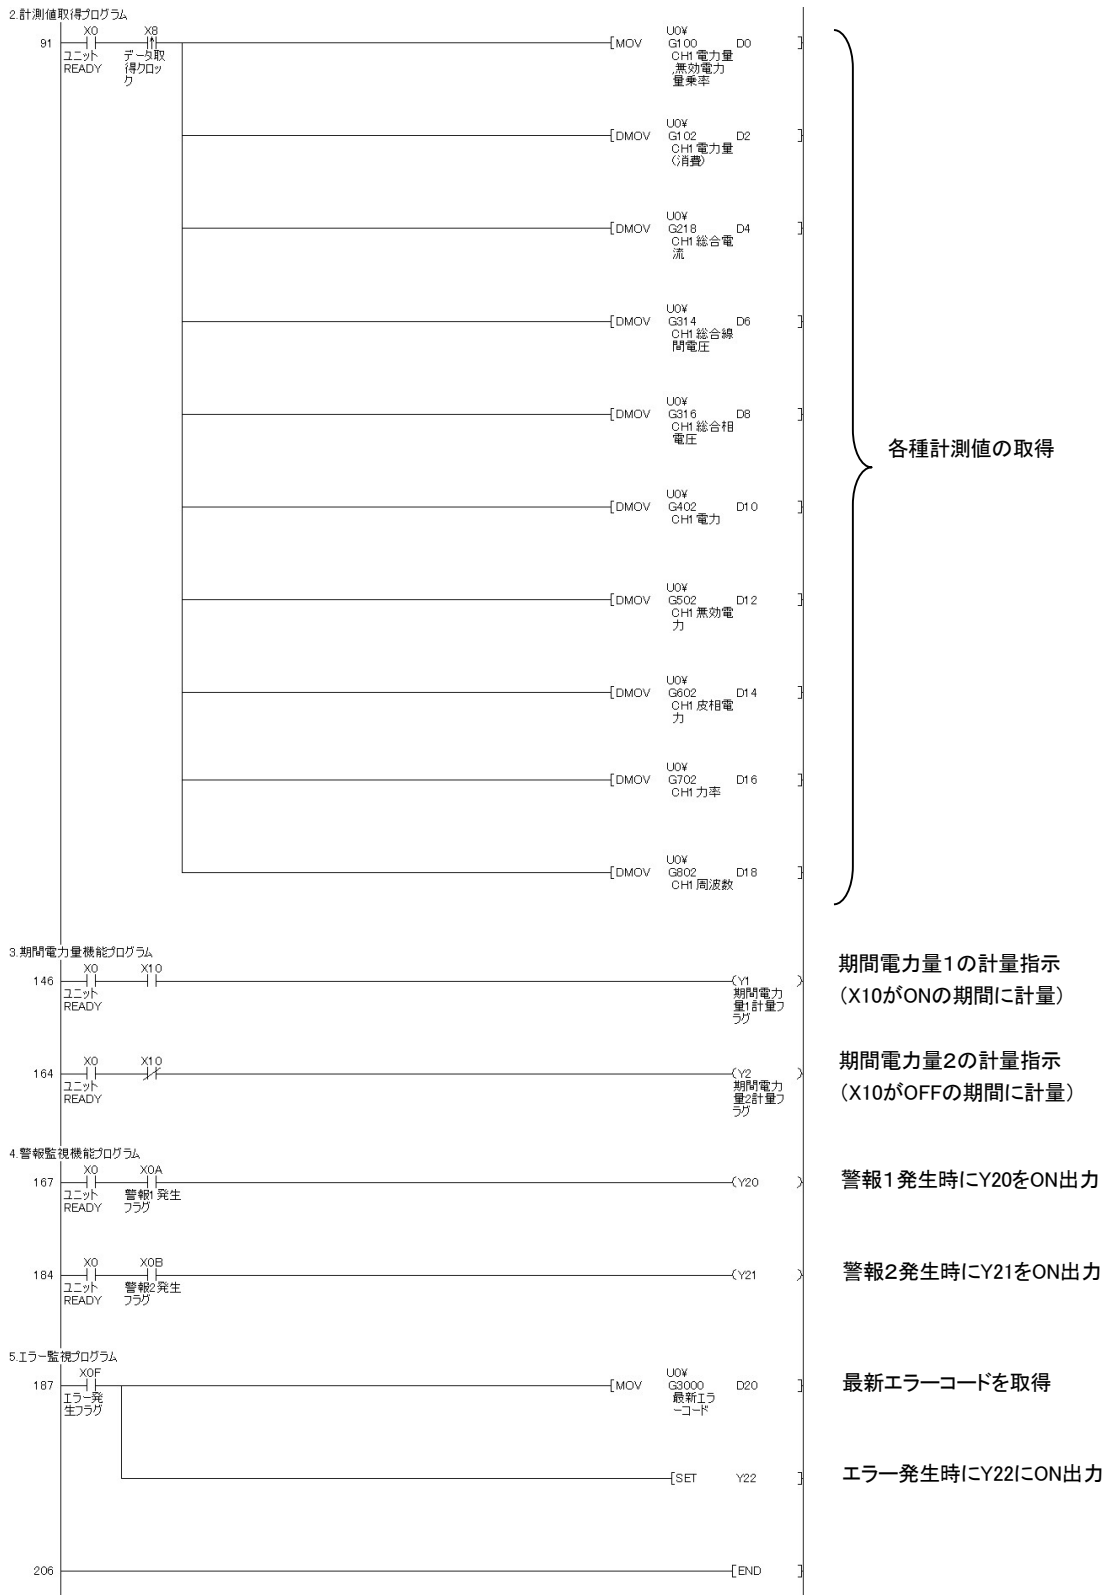 2.計測値取得プログラム
91 X0 X8 [MOV U0¥ G100 D0 ]
ユニット READY
データ取得クロック
CH1 電力量,無効電力量乗率
[DMOV U0¥ G102 D2 ]
CH1 電力量(消費)
[DMOV U0¥ G218 D4 ]
CH1 総合電流
[DMOV U0¥ G314 D6 ]
CH1 総合線間電圧
[DMOV U0¥ G316 D8 ]
CH1 総合相電圧
各種計測値の取得
[DMOV U0¥ G402 D10 ]
CH1 電力
[DMOV U0¥ G502 D12 ]
CH1 無効電力
[DMOV U0¥ G602 D14 ]
CH1 皮相電力
[DMOV U0¥ G702 D16 ]
CH1 力率
[DMOV U0¥ G802 D18 ]
CH1 周波数
3.期間電力量機能プログラム
146 X0 X10 (Y1 )
ユニット READY
期間電力量1計量フラグ
期間電力量1の計量指示
(X10がONの期間に計量)
164 X0 X10 (Y2 )
ユニット READY
期間電力量2計量フラグ
期間電力量2の計量指示
(X10がOFFの期間に計量)
4.警報監視機能プログラム
167 X0 X0A (Y20 )
ユニット READY
警報1発生フラグ
警報1発生時にY20をON出力
184 X0 X0B (Y21 )
ユニット READY
警報2発生フラグ
警報2発生時にY21をON出力
5.エラー監視プログラム
187 X0F [MOV U0¥ G3000 D20 ]
エラー発生フラグ
最新エラーコード
最新エラーコードを取得
[SET Y22 ]
エラー発生時にY22にON出力
206 [END ]